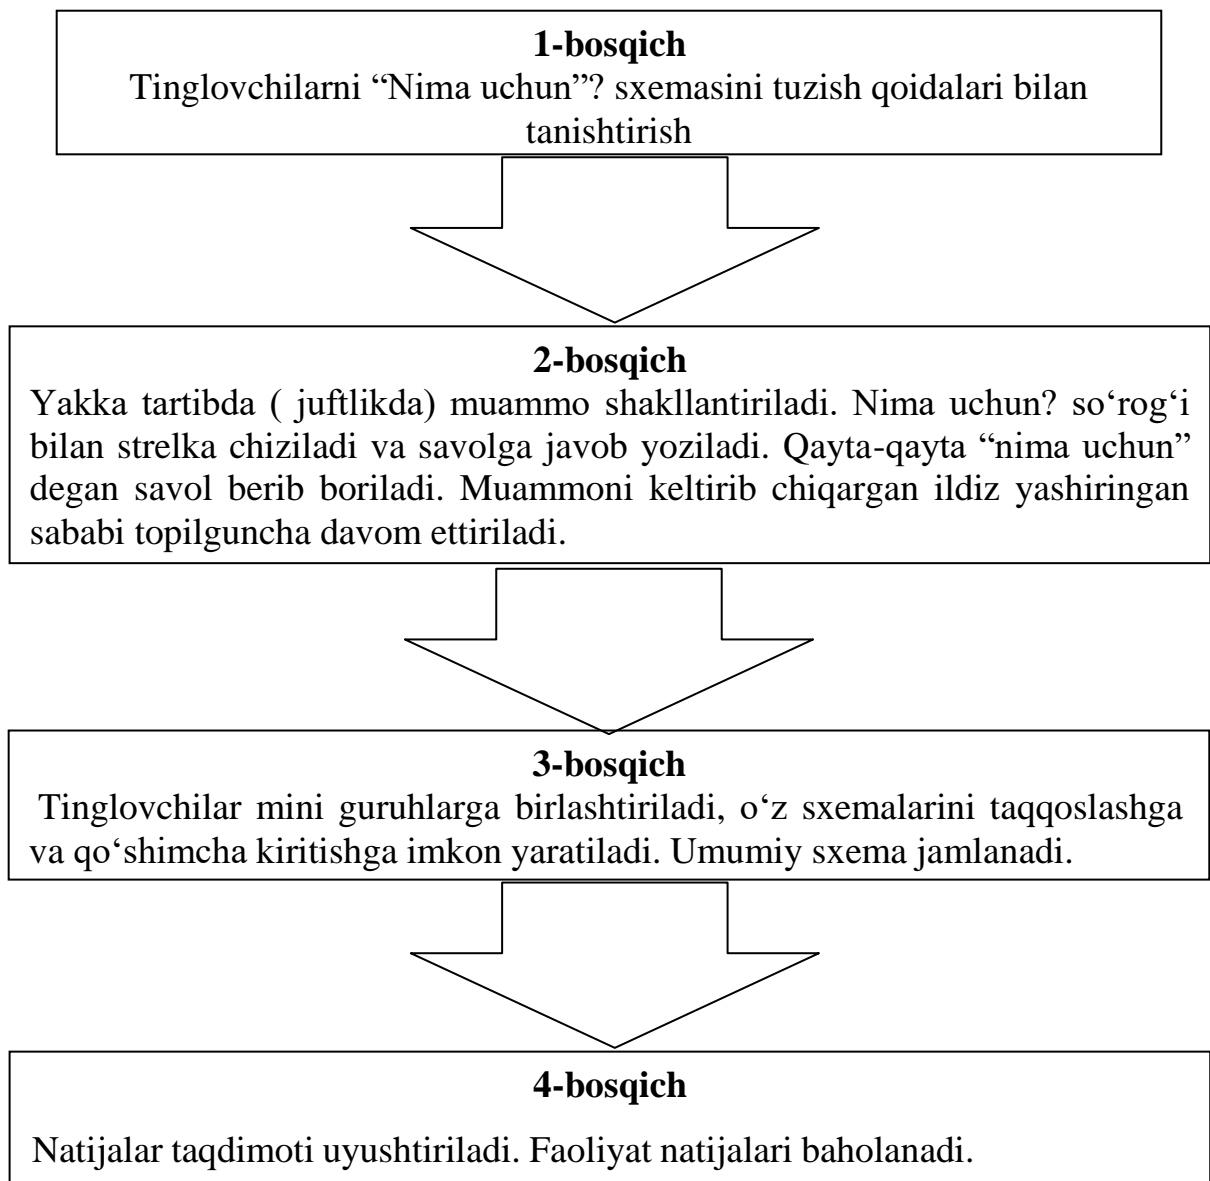 1-bosqich
Tinglovchilarni “Nima uchun”? sxemasini tuzish qoidalari bilan
tanishtirish
2-bosqich
Yakka tartibda ( juftlikda) muammo shakllantiriladi. Nima uchun? so‘rog‘i
bilan strelka chiziladi va savolga javob yoziladi. Qayta-qayta “nima uchun”
degan savol berib boriladi. Muammoni keltirib chiqargan ildiz yashiringan
sababi topilguncha davom ettiriladi.
3-bosqich
Tinglovchilar mini guruhlarga birlashtiriladi, o‘z sxemalarini taqqoslashga
va qo‘shimcha kiritishga imkon yaratiladi. Umumiy sxema jamlanadi.
4-bosqich
Natijalar taqdimoti uyushtiriladi. Faoliyat natijalari baholanadi.